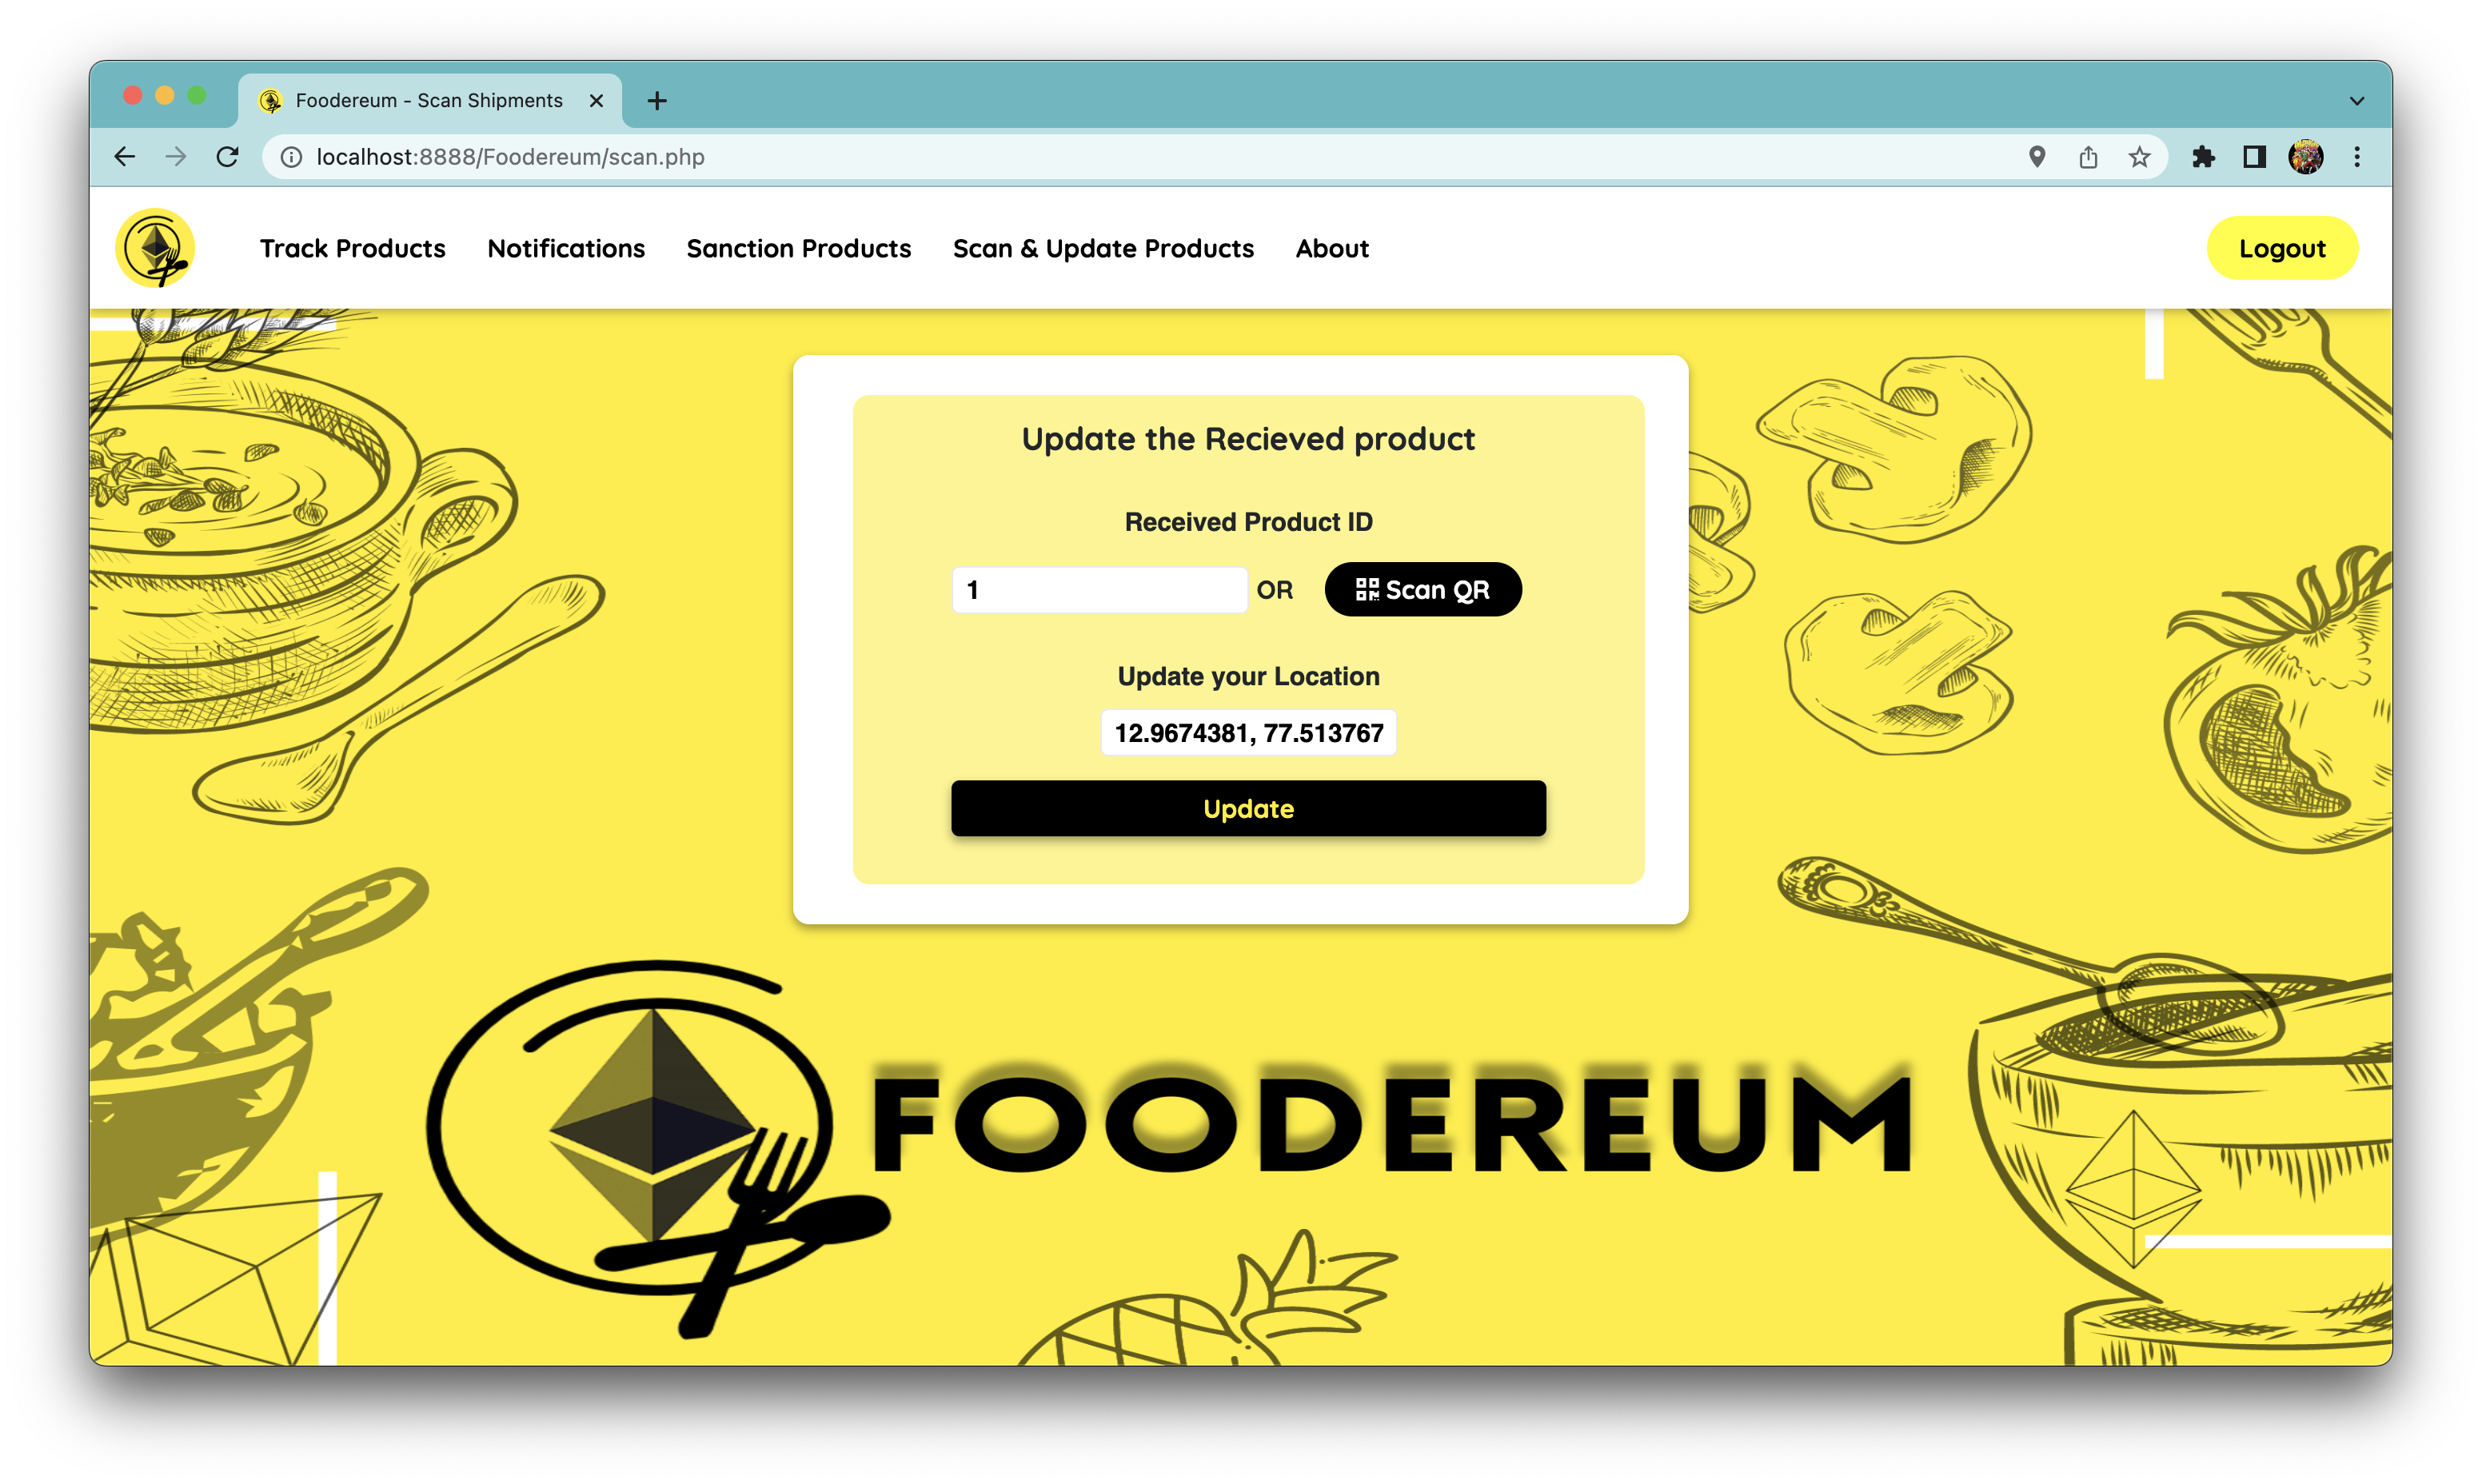 Foodereum - Scan Shipments
localhost:8888/Foodereum/scan.php
Track Products Notifications Sanction Products Scan & Update Products About Logout
Update the Recieved product
Received Product ID
1 OR Scan QR
Update your Location
12.9674381, 77.513767
Update
FOODEREUM